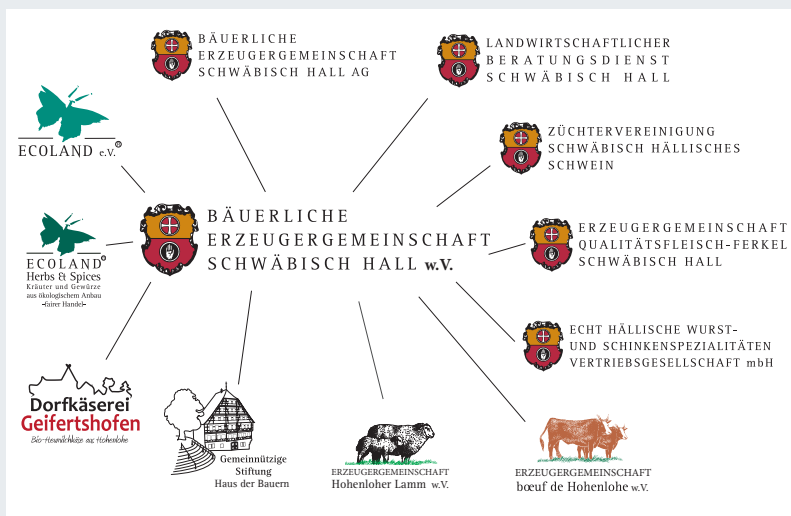 BÄUERLICHE
ERZEUGERGEMEINSCHAFT
SCHWÄBISCH HALL AG
LANDWIRTSCHAFTLICHER
BERATUNGSDIENST
SCHWÄBISCH HALL
ECOLAND e.V.®
ZÜCHTERVEREINIGUNG
SCHWÄBISCH HÄLLISCHES
SCHWEIN
BÄUERLICHE
ERZEUGERGEMEINSCHAFT
SCHWÄBISCH HALL w.V.
ECOLAND®
Herbs & Spices
Kräuter und Gewürze
aus ökologischem Anbau
-fairer Handel-
ERZEUGERGEMEINSCHAFT
QUALITÄTSFLEISCH-FERKEL
SCHWÄBISCH HALL
ECHT HÄLLISCHE WURST-
UND SCHINKENSPEZIALITÄTEN
VERTRIEBSGESELLSCHAFT mbH
Dorfkäserei
Geifertshofen
Bio-Heumilchkäse aus Hohenlohe
Gemeinnützige
Stiftung
Haus der Bauern
ERZEUGERGEMEINSCHAFT
Hohenloher Lamm w.V.
ERZEUGERGEMEINSCHAFT
bœuf de Hohenlohe w.V.